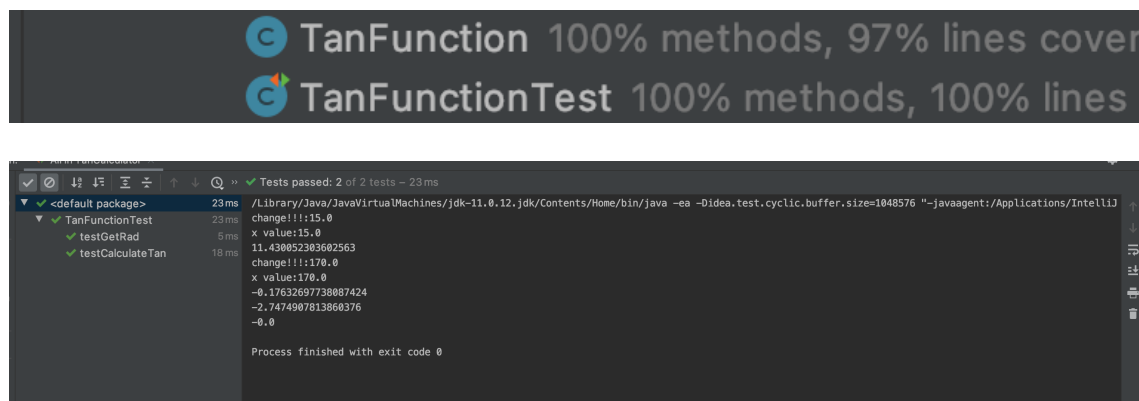 C TanFunction 100% methods, 97% lines cover
C TanFunctionTest 100% methods, 100% lines
Tests passed: 2 of 2 tests – 23 ms
<default package> 23 ms
TanFunctionTest 23 ms
testGetRad 5 ms
testCalculateTan 18 ms
/Library/Java/JavaVirtualMachines/jdk-11.0.12.jdk/Contents/Home/bin/java -ea -Didea.test.cyclic.buffer.size=1048576 "-javaagent:/Applications/IntelliJ
change!!!:15.0
x value:15.0
11.430052303602563
change!!!:170.0
x value:170.0
-0.17632697738087424
-2.7474907813860376
-0.0
Process finished with exit code 0